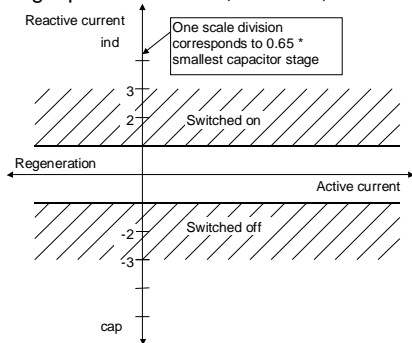 Reactive current
ind
One scale division
corresponds to 0.65 *
smallest capacitor stage
3
2
Switched on
Regeneration
Active current
Switched off
-2
-3
cap